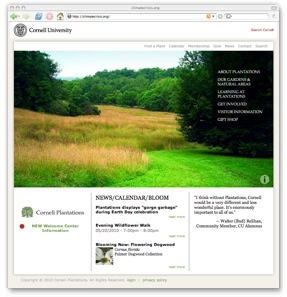 Cornell University
Search Cornell
Find a Plant Calendar Membership Give News Contact Search
ABOUT PLANTATIONS
OUR GARDENS &
NATURAL AREAS
LEARNING AT
PLANTATIONS
GET INVOLVED
VISITOR INFORMATION
GIFT SHOP
i
Cornell Plantations
NEW Welcome Center
Information
NEWS/CALENDAR/BLOOM
Plantations displays "gorge garbage"
during Earth Day celebration
read more
Evening Wildflower Walk
05/20/2010 - 7:00pm - 8:00pm
read more
Blooming Now: Flowering Dogwood
Cornus florida
Palmer Dogwood Collection
read more
"I think without Plantations, Cornell
would be a very different and less
wonderful place. It's enormously
important to all of us."
— Walter (Bud) Relihan,
Community Member, CU Alumnus
Copyright © 2010 Cornell Plantations. All Rights Reserved. login | privacy policy